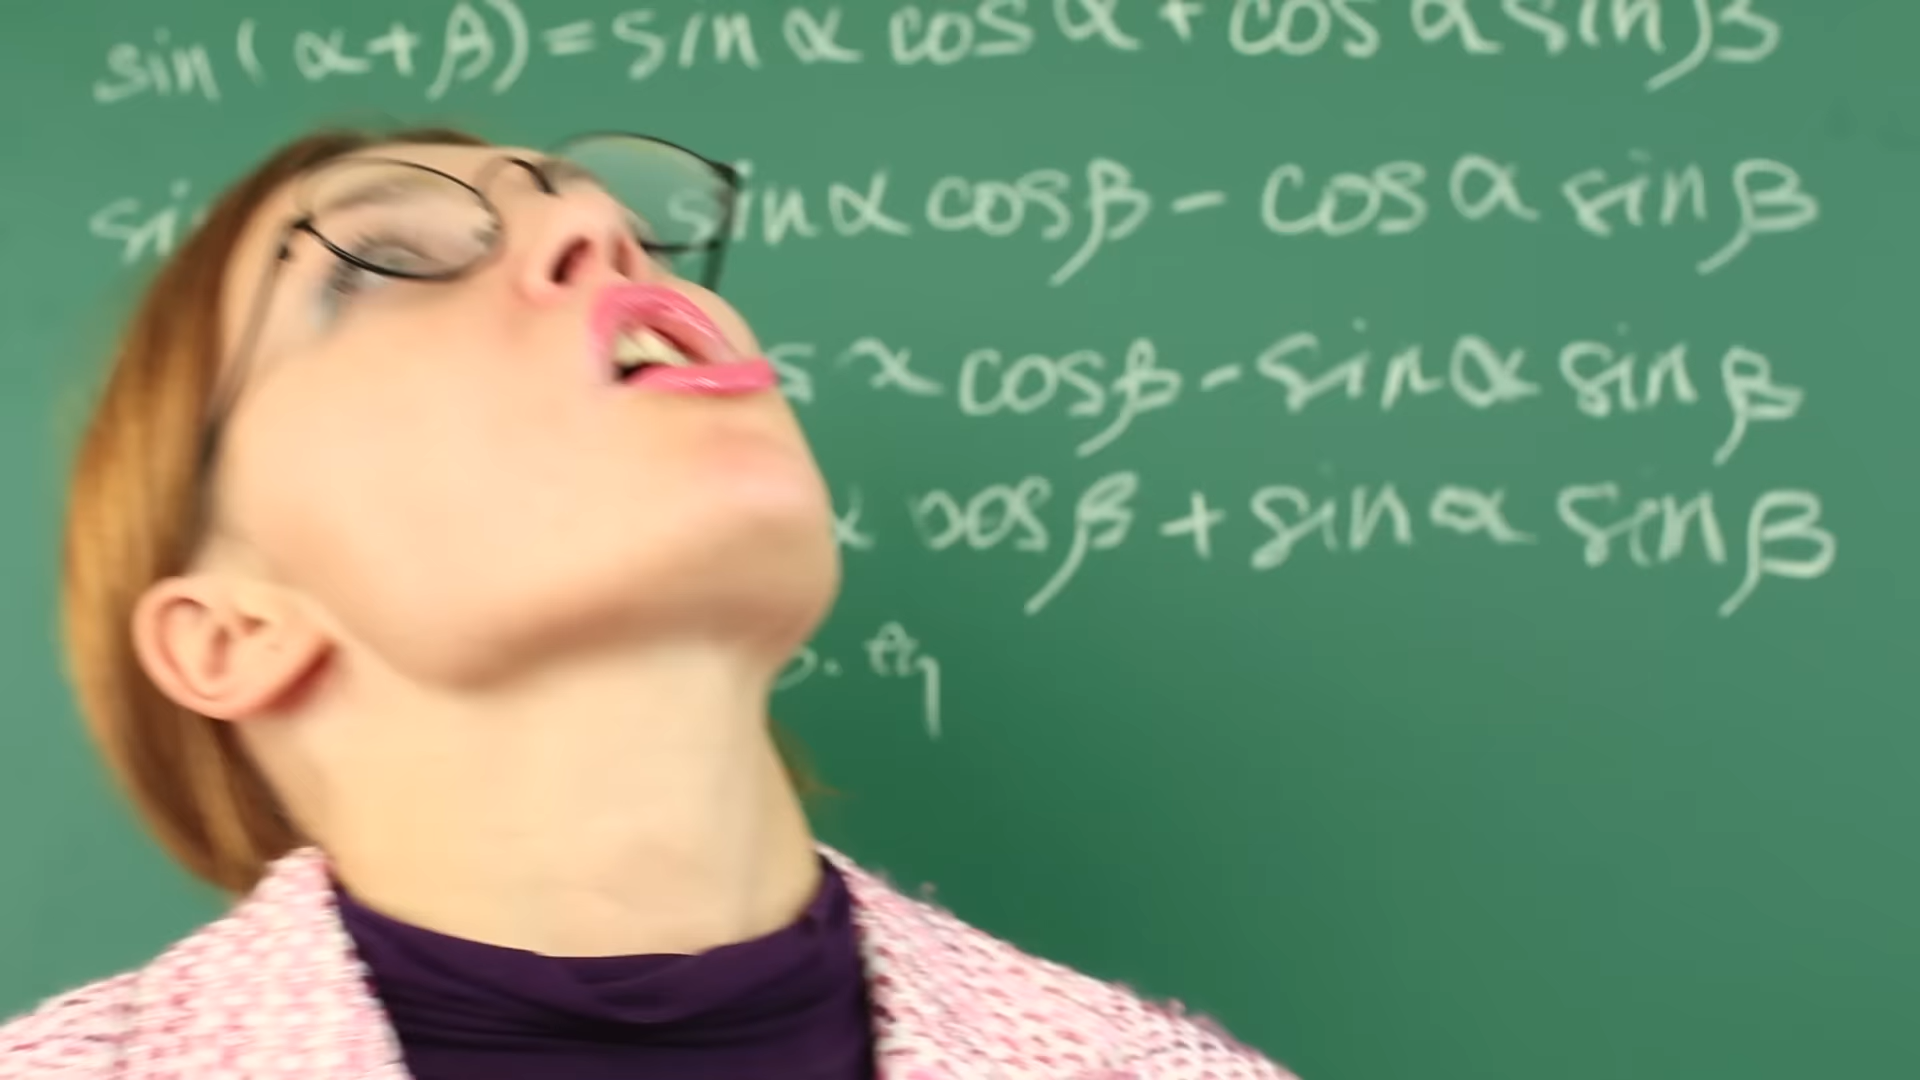 sin(α+β)=sin α cos α + cos α sin β
sin α cos β - cos α sin β
cos β - sin α sin β
cos β + sin α sin β